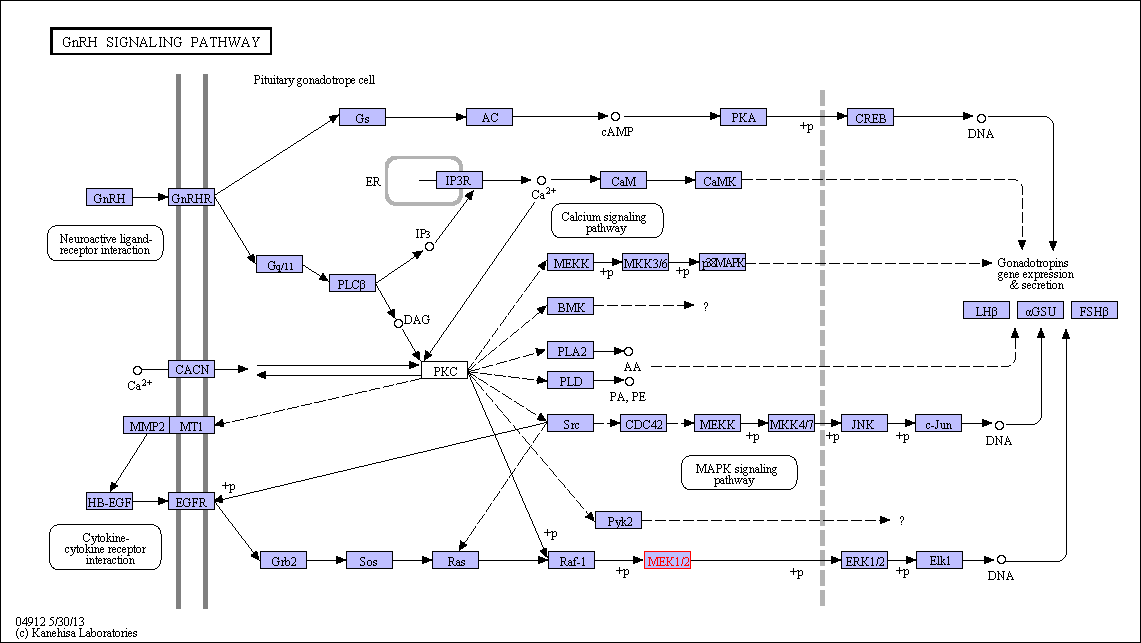 GnRH SIGNALING PATHWAY
Pituitary gonadotrope cell
Gs
AC
cAMP
PKA
+p
CREB
DNA
ER
IP3R
Ca2+
CaM
CaMK
GnRH
GnRHR
Neuroactive ligand-
receptor interaction
Calcium signaling
pathway
IP3
Gq/11
PLCβ
DAG
MEKK
+p
MKK3/6
+p
p38MAPK
Gonadotropins
gene expression
& secretion
BMK
?
LHβ
αGSU
FSHβ
PLA2
AA
CACN
Ca2+
PKC
PLD
PA, PE
MMP2
MT1
Src
CDC42
MEKK
+p
MKK4/7
+p
JNK
+p
c-Jun
DNA
MAPK signaling
pathway
HB-EGF
+p
EGFR
Pyk2
?
Cytokine-
cytokine receptor
interaction
+p
Grb2
Sos
Ras
Raf-1
+p
MEK1/2
+p
ERK1/2
+p
Elk1
DNA
04912 5/30/13
(c) Kanehisa Laboratories